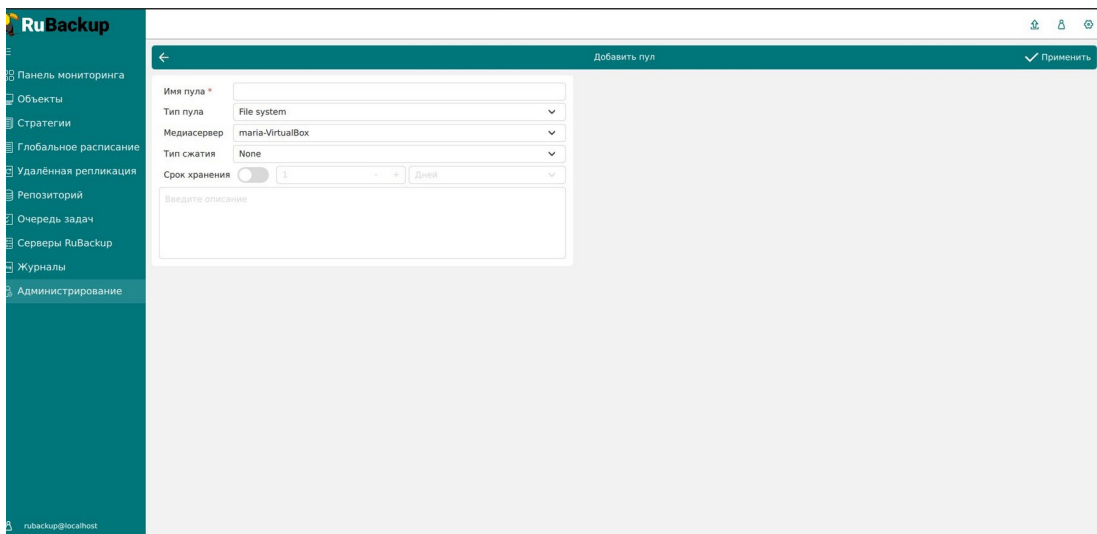 RuBackup
Добавить пул
Применить
Панель мониторинга
Объекты
Стратегии
Глобальное расписание
Удалённая репликация
Репозиторий
Очередь задач
Серверы RuBackup
Журналы
Администрирование
Имя пула *
Тип пула File system
Медиасервер maria-VirtualBox
Тип сжатия None
Срок хранения 1 - + Дней
Введите описание
rubackup@localhost